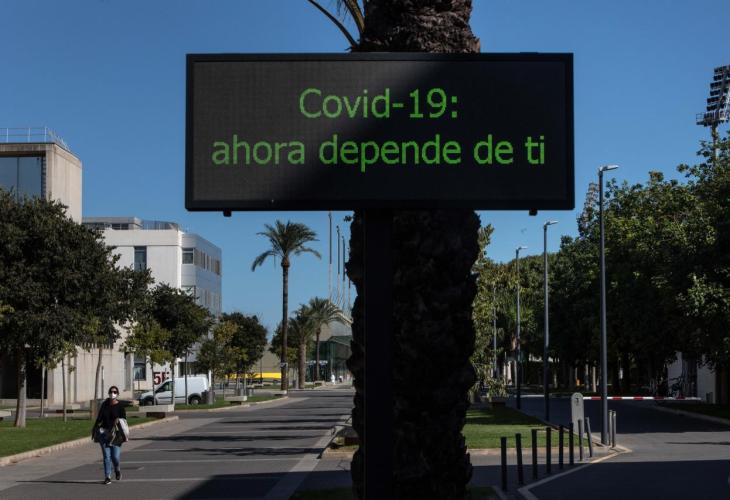 Covid-19:
ahora depende de ti